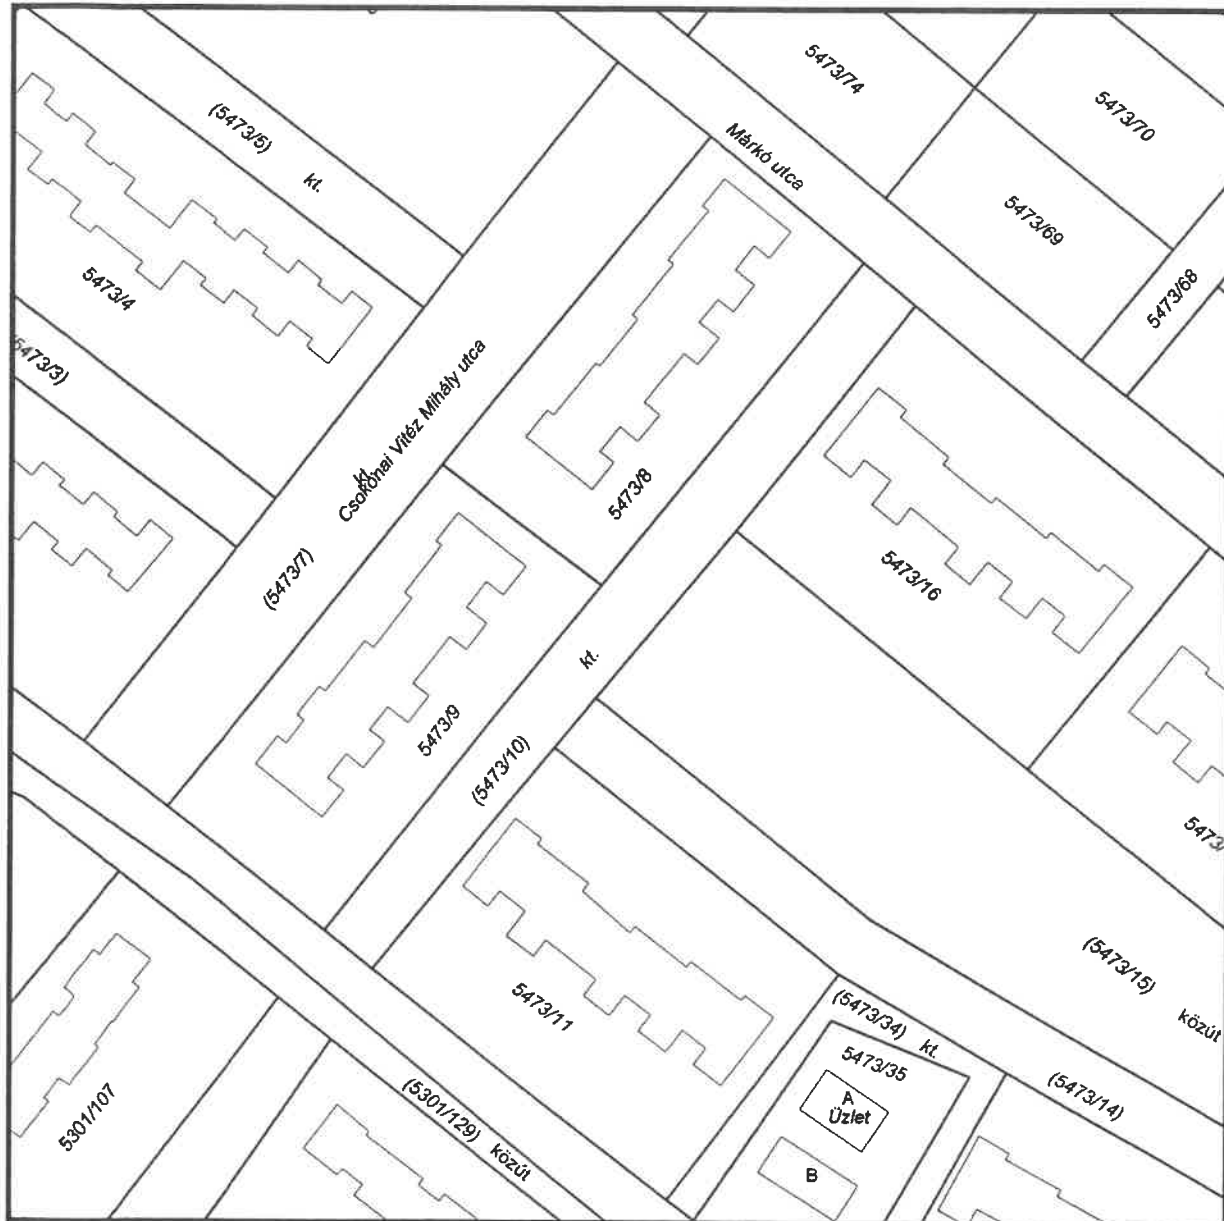 5473/74
5473/70
(5473/5)
kt.
Márkó utca
5473/69
5473/4
5473/68
5473/3)
kt.
Csokonai Vitéz Mihály utca
5473/8
(5473/7)
5473/16
kt.
5473/9
(5473/10)
5473/
(5473/15)
közút
5473/11
(5473/34)
kt.
5473/35
(5473/14)
A
Üzlet
B
5301/107
(5301/129)
közút